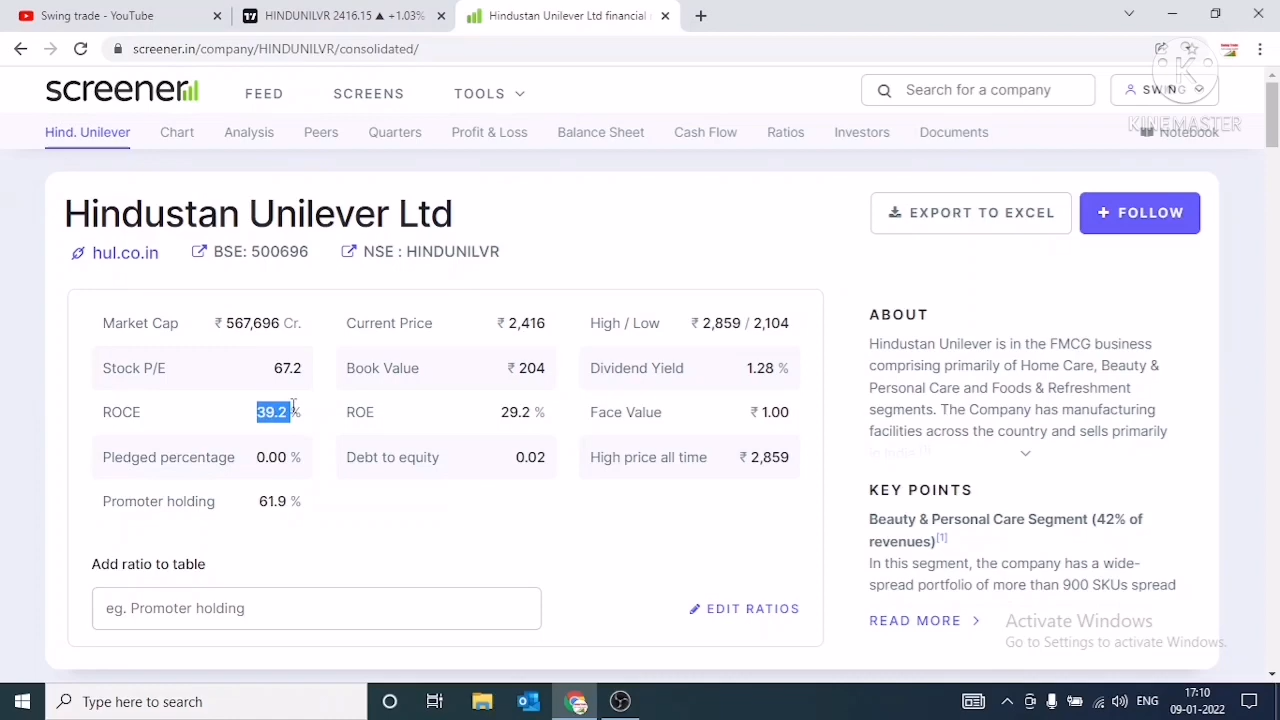 Swing trade - YouTube
HINDUNILVR 2416.15 ▲ +1.03%
Hindustan Unilever Ltd financial
screener.in/company/HINDUNILVR/consolidated/
screener
FEED
SCREENS
TOOLS
Search for a company
SWING
KINEMASTER
Hind. Unilever
Chart
Analysis
Peers
Quarters
Profit & Loss
Balance Sheet
Cash Flow
Ratios
Investors
Documents
Notebook
Hindustan Unilever Ltd
EXPORT TO EXCEL
+ FOLLOW
hul.co.in
BSE: 500696
NSE : HINDUNILVR
Market Cap ₹ 567,696 Cr.
Current Price ₹ 2,416
High / Low ₹ 2,859 / 2,104
Stock P/E 67.2
Book Value ₹ 204
Dividend Yield 1.28 %
ROCE 39.2 %
ROE 29.2 %
Face Value ₹ 1.00
Pledged percentage 0.00 %
Debt to equity 0.02
High price all time ₹ 2,859
Promoter holding 61.9 %
Add ratio to table
eg. Promoter holding
EDIT RATIOS
ABOUT
Hindustan Unilever is in the FMCG business
comprising primarily of Home Care, Beauty &
Personal Care and Foods & Refreshment
segments. The Company has manufacturing
facilities across the country and sells primarily
in India.[1]
KEY POINTS
Beauty & Personal Care Segment (42% of
revenues)[1]
In this segment, the company has a wide-
spread portfolio of more than 900 SKUs spread
READ MORE
Activate Windows
Go to Settings to activate Windows.
Type here to search
ENG
17:10
09-01-2022